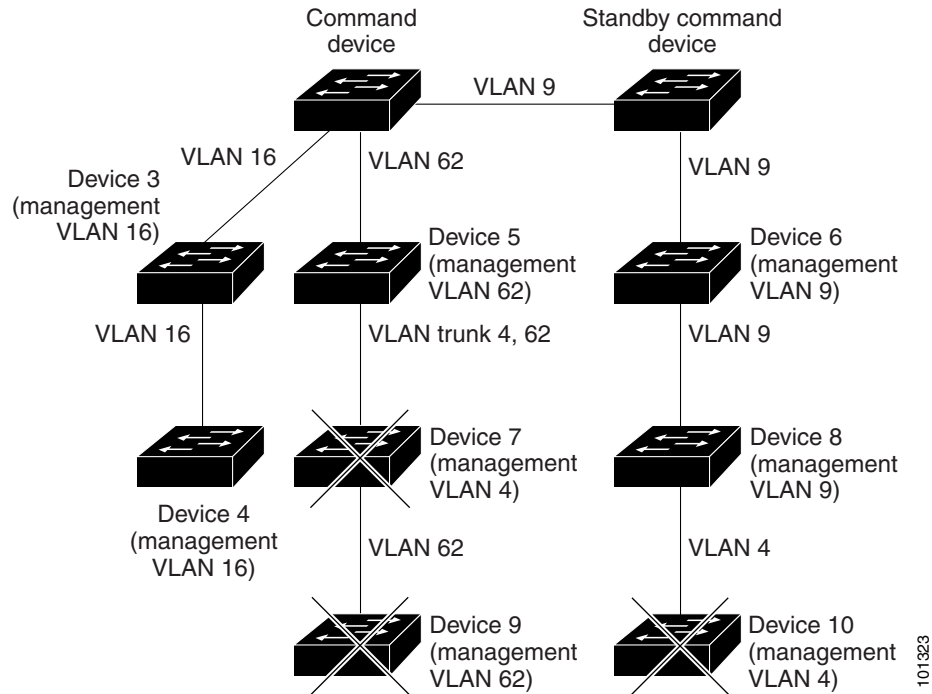 Command
device
Standby command
device
VLAN 9
VLAN 16
VLAN 62
VLAN 9
Device 3
(management
VLAN 16)
Device 5
(management
VLAN 62)
Device 6
(management
VLAN 9)
VLAN 16
VLAN trunk 4, 62
VLAN 9
Device 7
(management
VLAN 4)
Device 8
(management
VLAN 9)
Device 4
(management
VLAN 16)
VLAN 62
VLAN 4
Device 9
(management
VLAN 62)
Device 10
(management
VLAN 4)
101323